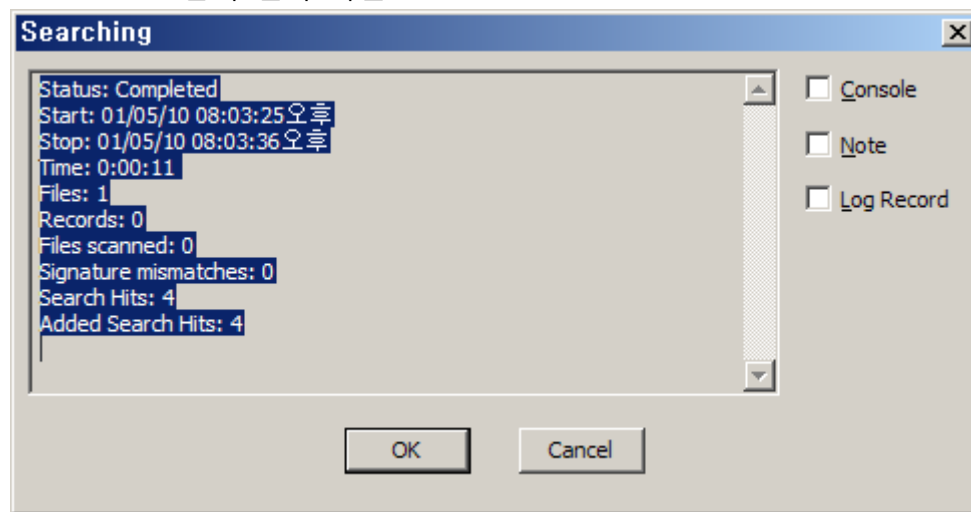 Searching
Status: Completed
Start: 01/05/10 08:03:25오후
Stop: 01/05/10 08:03:36오후
Time: 0:00:11
Files: 1
Records: 0
Files scanned: 0
Signature mismatches: 0
Search Hits: 4
Added Search Hits: 4
Console
Note
Log Record
OK
Cancel